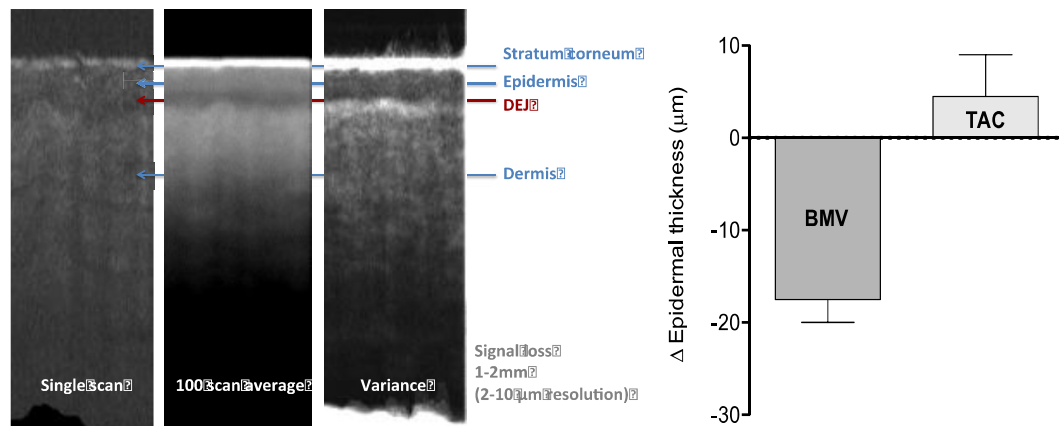 Stratum corneum
Epidermis
DEJ
Dermis
Signal loss
1-2mm
(2-10 µm resolution)
Single scan
100 scan average
Variance
Δ Epidermal thickness (µm)
10
0
-10
-20
-30
BMV
TAC